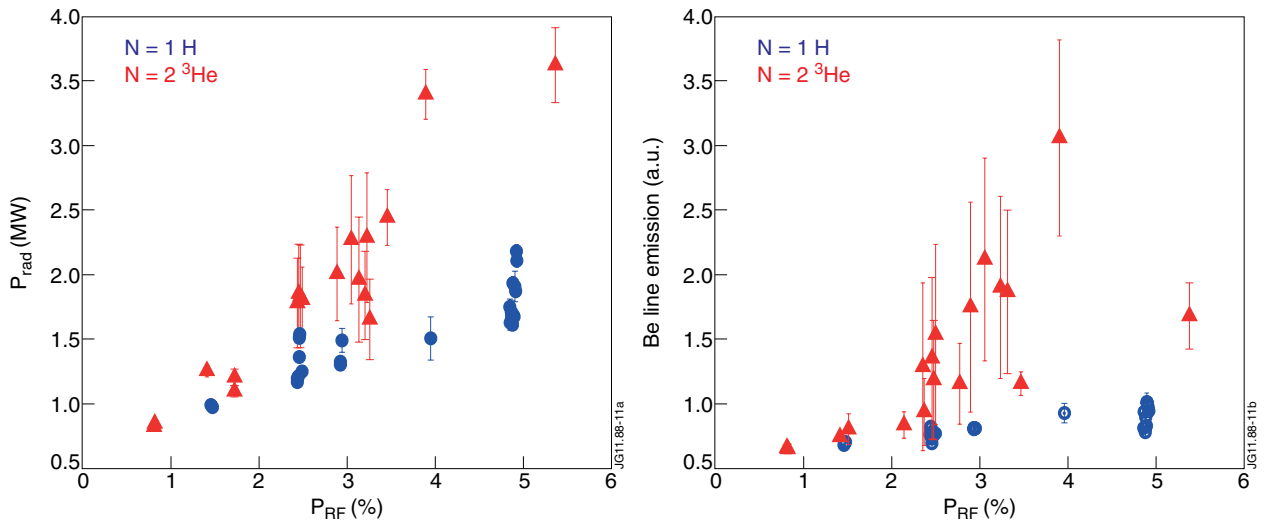 4.0
3.5
3.0
2.5
2.0
1.5
1.0
0.5
P_rad (MW)
N = 1 H
N = 2 ³He
0 1 2 3 4 5 6
P_RF (%)
JG11.88-11a
4.0
3.5
3.0
2.5
2.0
1.5
1.0
0.5
Be line emission (a.u.)
N = 1 H
N = 2 ³He
0 1 2 3 4 5 6
P_RF (%)
JG11.88-11b